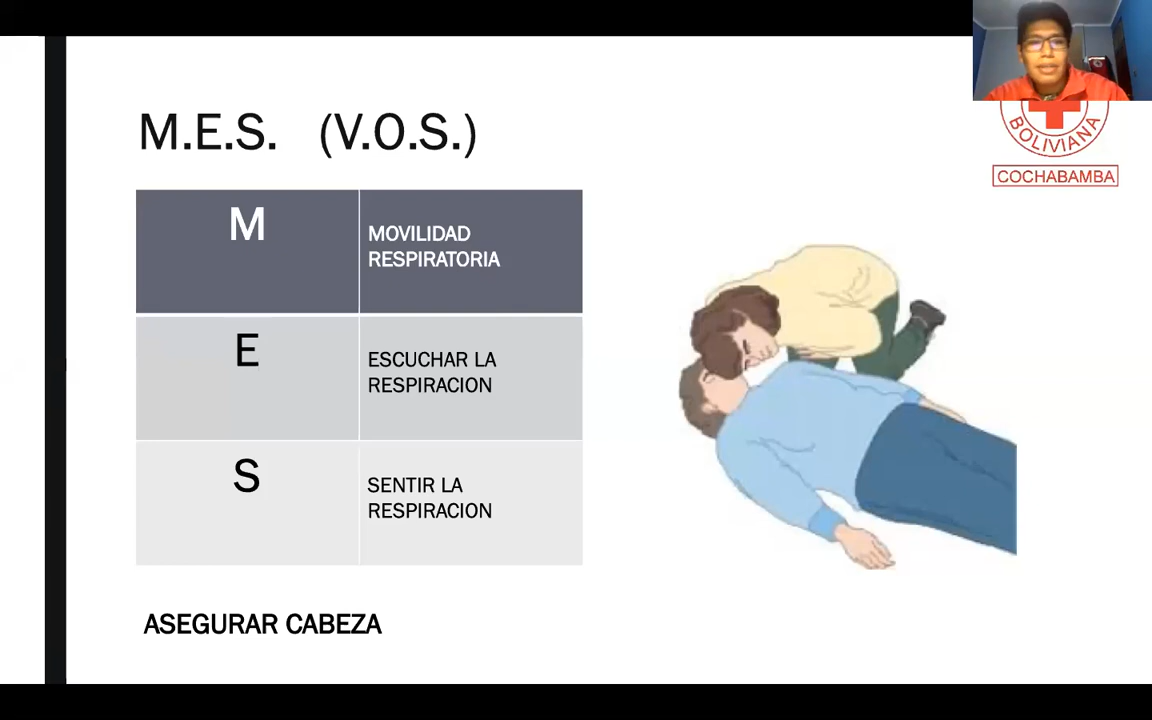 M.E.S. (V.O.S.)
M
MOVILIDAD
RESPIRATORIA
E
ESCUCHAR LA
RESPIRACION
S
SENTIR LA
RESPIRACION
ASEGURAR CABEZA
BOLIVIANA
COCHABAMBA